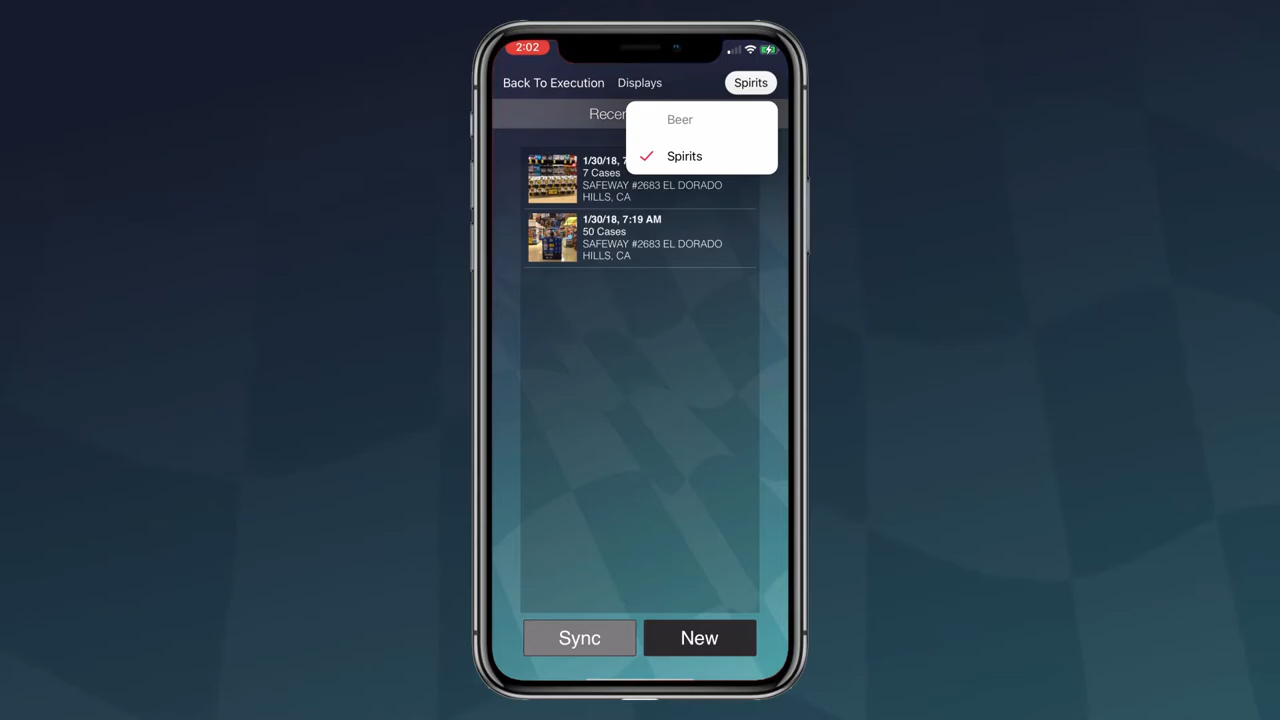 2:02
Back To Execution Displays Spirits
Beer
Spirits
1/30/18,
7 Cases
SAFEWAY #2683 EL DORADO
HILLS, CA
1/30/18, 7:19 AM
50 Cases
SAFEWAY #2683 EL DORADO
HILLS, CA
Sync New